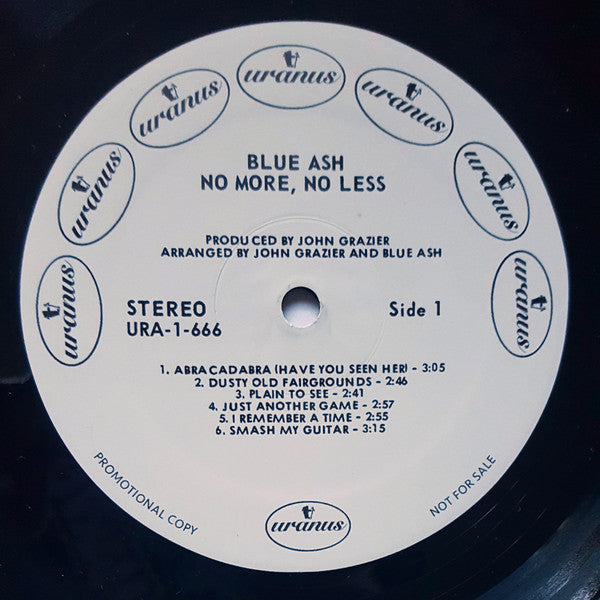 uranus
uranus
uranus
uranus
uranus
uranus
uranus
BLUE ASH
NO MORE, NO LESS
PRODUCED BY JOHN GRAZIER
ARRANGED BY JOHN GRAZIER AND BLUE ASH
STEREO
Side 1
URA-1-666
1. ABRACADABRA (HAVE YOU SEEN HER) - 3:05
2. DUSTY OLD FAIRGROUNDS - 2:46
3. PLAIN TO SEE - 2:41
4. JUST ANOTHER GAME - 2:57
5. I REMEMBER A TIME - 2:55
6. SMASH MY GUITAR - 3:15
PROMOTIONAL COPY
NOT FOR SALE
uranus